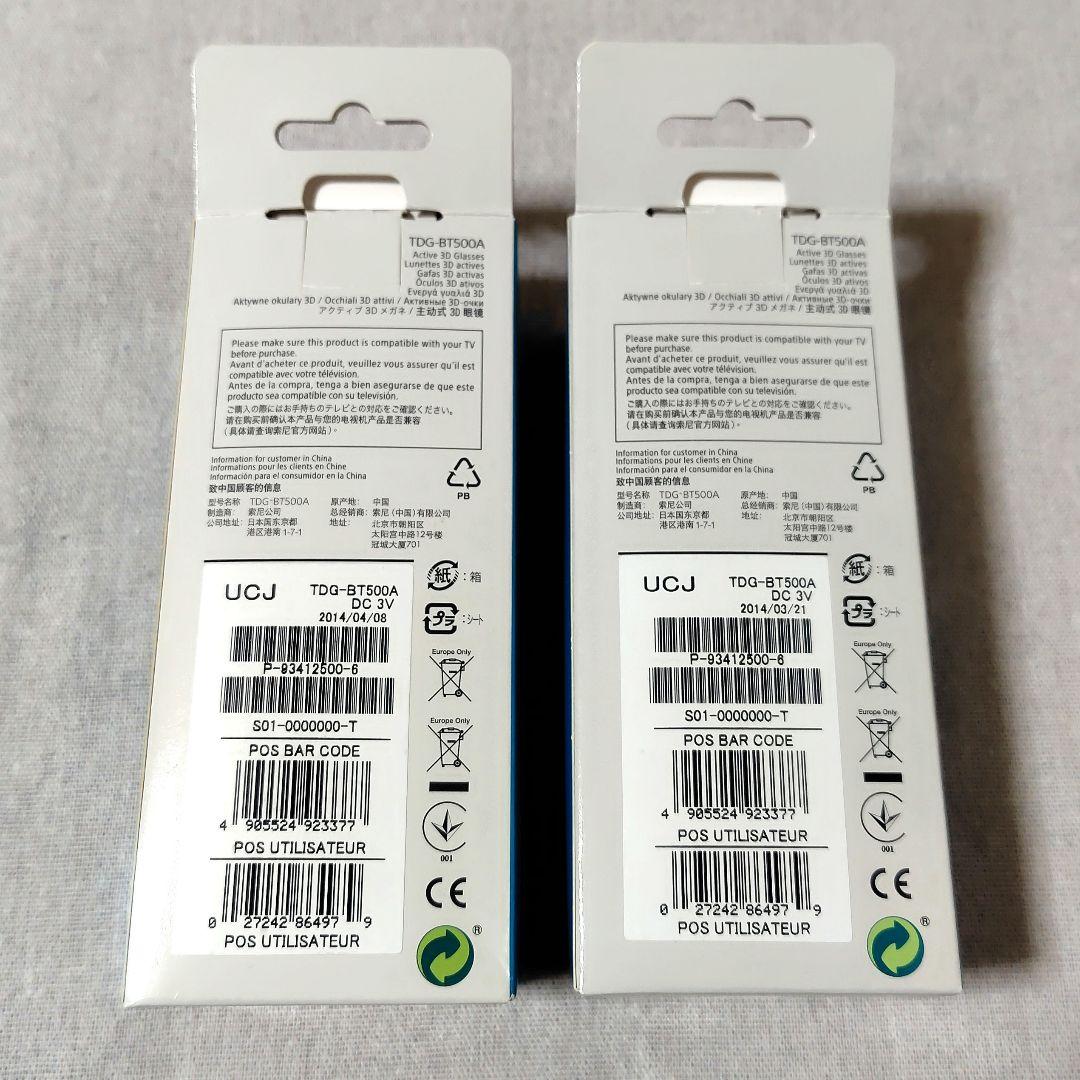 TDG-BT500A
Active 3D Glasses
Lunettes 3D actives
Gafas 3D activas
Óculos 3D ativos
Ενεργά γυαλιά 3D
Aktywne okulary 3D / Occhiali 3D attivi / Активные 3D-очки
アクティブ 3D メガネ / 主动式 3D 眼镜
Please make sure this product is compatible with your TV
before purchase.
Avant d'acheter ce produit, veuillez vous assurer qu'il est
compatible avec votre télévision.
Antes de la compra, tenga a bien asegurarse de que este
producto sea compatible con su televisión.
ご購入の際にはお手持ちのテレビとの対応をご確認ください。
请在购买前确认本产品与您的电视机产品是否兼容
(具体请查询索尼官方网站)。
Information for customer in China
Informations pour les clients en Chine
Información para el consumidor en la China
致中国顾客的信息
型号名称 TDG-BT500A 原产地: 中国
制造商: 索尼公司 总经销商: 索尼(中国)有限公司
公司地址: 日本国东京都 地址: 北京市朝阳区
港区港南 1-7-1 太阳宫中路12号楼
冠城大厦701
PB
紙 : 箱
プラ : シート
Europe Only
Europe Only
001
CE
®
UCJ TDG-BT500A
DC 3V
2014/04/08
P-93412500-6
S01-0000000-T
POS BAR CODE
4 905524 923377
POS UTILISATEUR
0 27242 86497 9
POS UTILISATEUR
TDG-BT500A
Active 3D Glasses
Lunettes 3D actives
Gafas 3D activas
Óculos 3D ativos
Ενεργά γυαλιά 3D
Aktywne okulary 3D / Occhiali 3D attivi / Активные 3D-очки
アクティブ 3D メガネ / 主动式 3D 眼镜
Please make sure this product is compatible with your TV
before purchase.
Avant d'acheter ce produit, veuillez vous assurer qu'il est
compatible avec votre télévision.
Antes de la compra, tenga a bien asegurarse de que este
producto sea compatible con su televisión.
ご購入の際にはお手持ちのテレビとの対応をご確認ください。
请在购买前确认本产品与您的电视机产品是否兼容
(具体请查询索尼官方网站)。
Information for customer in China
Informations pour les clients en Chine
Información para el consumidor en la China
致中国顾客的信息
型号名称 TDG-BT500A 原产地: 中国
制造商: 索尼公司 总经销商: 索尼(中国)有限公司
公司地址: 日本国东京都 地址: 北京市朝阳区
港区港南 1-7-1 太阳宫中路12号楼
冠城大厦701
PB
紙 : 箱
プラ : シート
Europe Only
Europe Only
001
CE
®
UCJ TDG-BT500A
DC 3V
2014/03/21
P-93412500-6
S01-0000000-T
POS BAR CODE
4 905524 923377
POS UTILISATEUR
0 27242 86497 9
POS UTILISATEUR